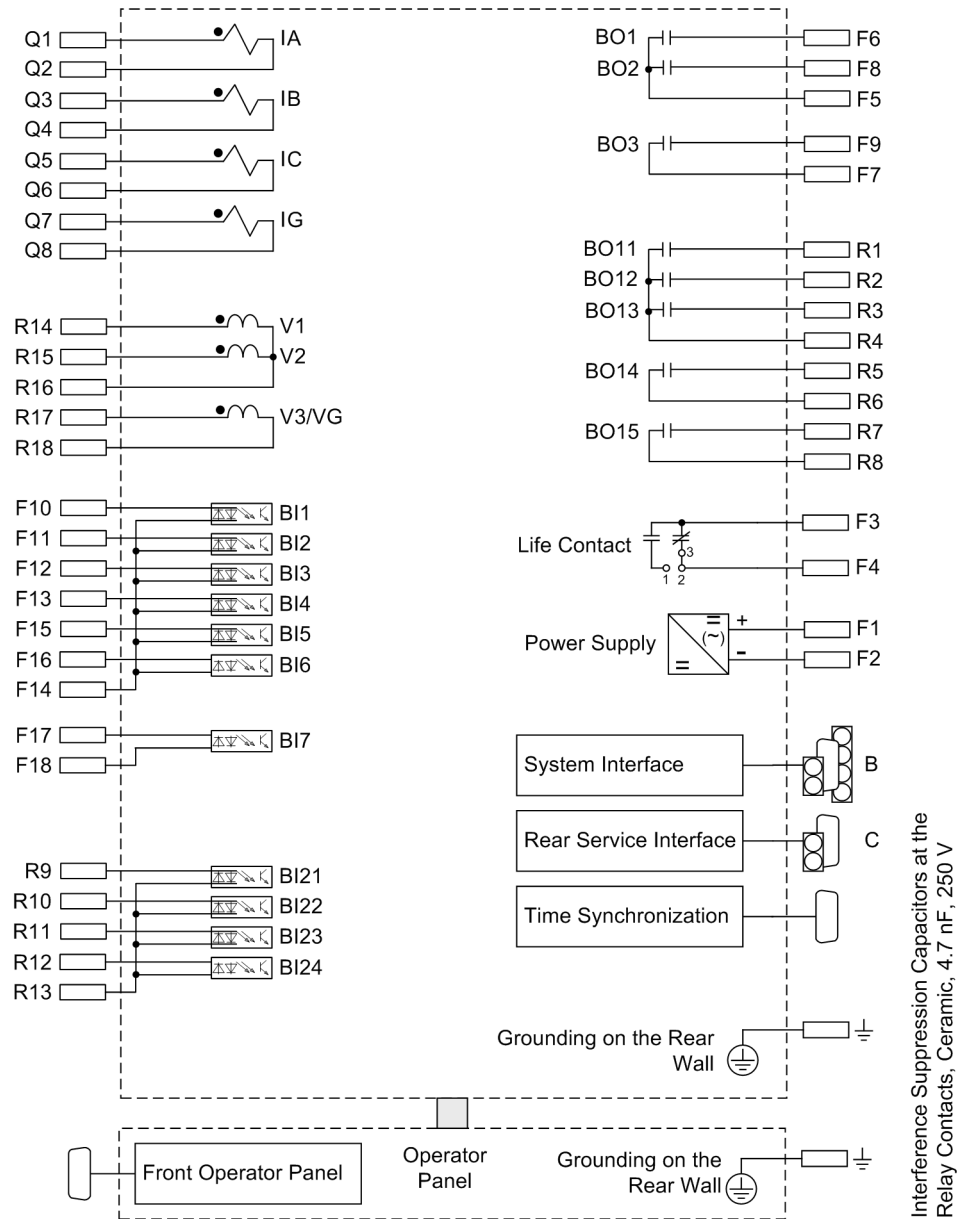 Q1 IA BO1 F6
Q2 BO2 F8
Q3 IB F5
Q4
Q5 IC BO3 F9
Q6 F7
Q7 IG
Q8 BO11 R1
BO12 R2
R14 V1 BO13 R3
R15 V2 R4
R16 BO14 R5
R17 V3/VG R6
R18 BO15 R7
R8
F10 BI1
F11 BI2 Life Contact 1 2 3 F3
F12 BI3 F4
F13 BI4
F15 BI5 Power Supply = (~) = + F1
F16 BI6 - F2
F14
F17 BI7
F18 System Interface B
R9 BI21 Rear Service Interface C
R10 BI22
R11 BI23 Time Synchronization
R12 BI24
R13
Grounding on the Rear
Wall
Front Operator Panel
Operator
Panel
Grounding on the
Rear Wall
Interference Suppression Capacitors at the
Relay Contacts, Ceramic, 4.7 nF, 250 V